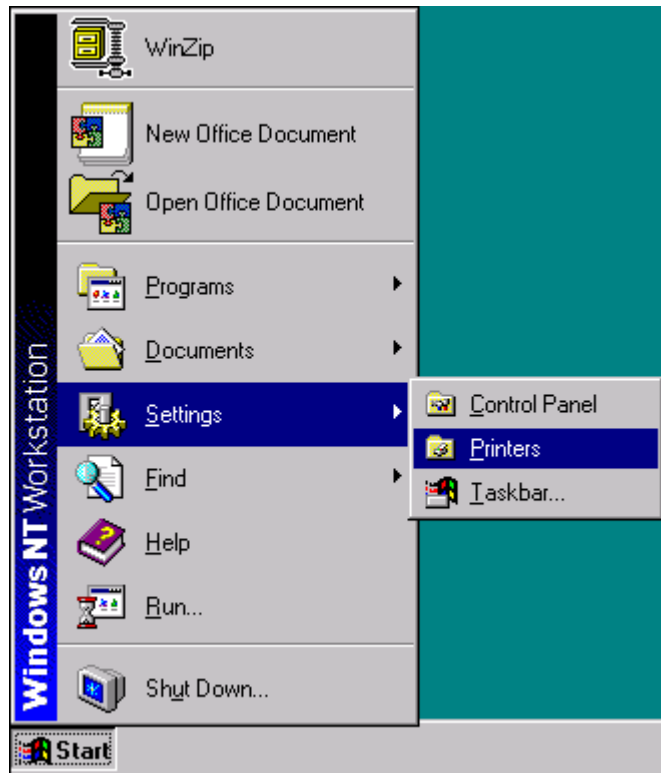 WinZip
New Office Document
Open Office Document
Programs
Documents
Settings
Find
Help
Run...
Shut Down...
Control Panel
Printers
Taskbar...
Windows NT Workstation
Start